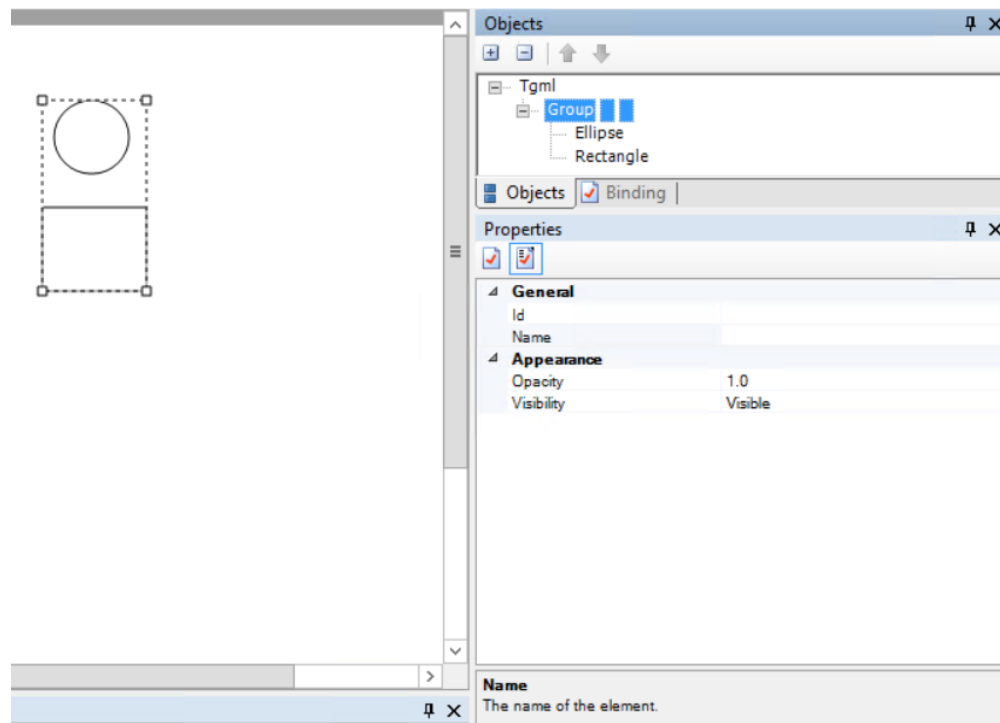 Objects
Tgml
Group
Ellipse
Rectangle
Objects Binding
Properties
General
Id
Name
Appearance
Opacity 1.0
Visibility Visible
Name
The name of the element.